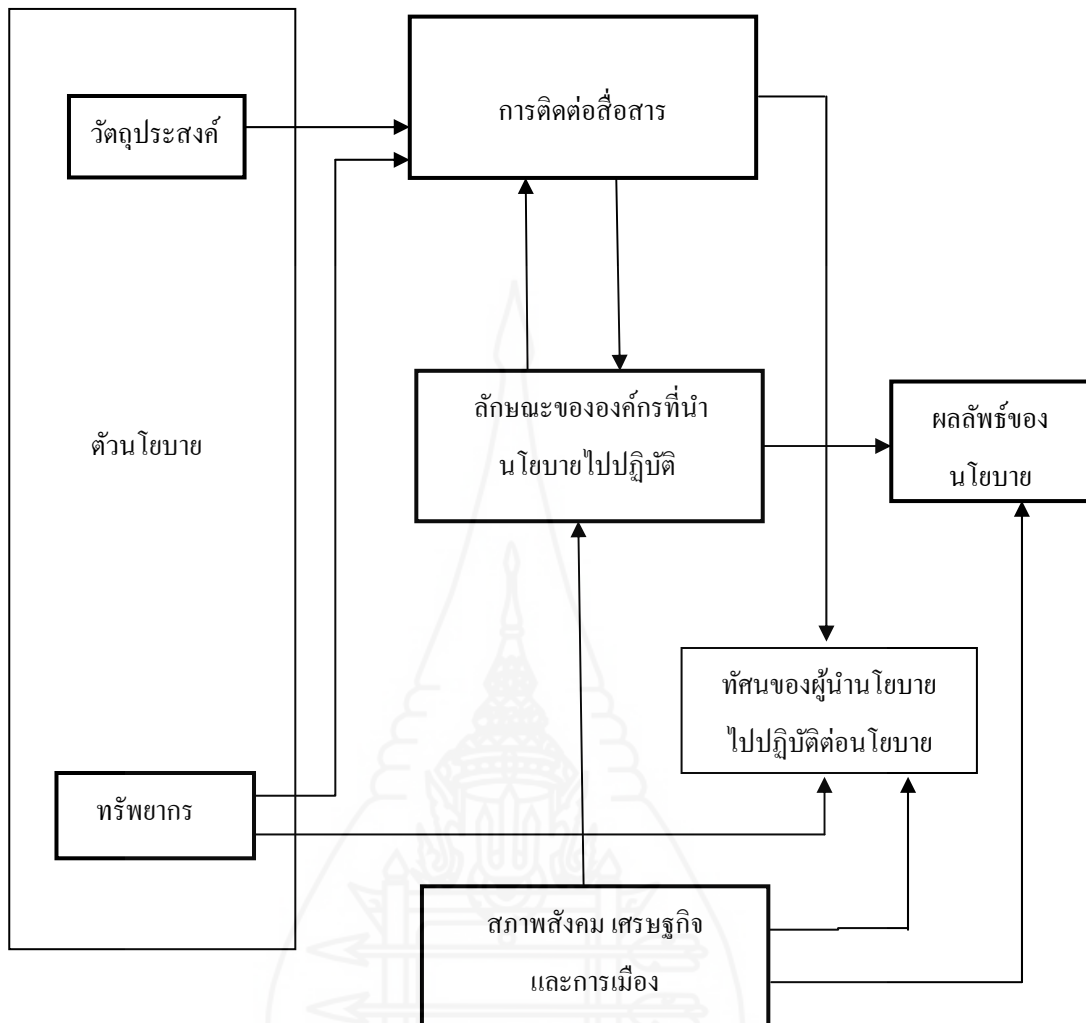 การติดต่อสื่อสาร
วัตถุประสงค์
ลักษณะขององค์กรที่นำ
นโยบายไปปฏิบัติ
ผลลัพธ์ของ
นโยบาย
ตัวนโยบาย
ทัศนของผู้นำนโยบาย
ไปปฏิบัติต่อนโยบาย
ทรัพยากร
สภาพสังคม เศรษฐกิจ
และการเมือง